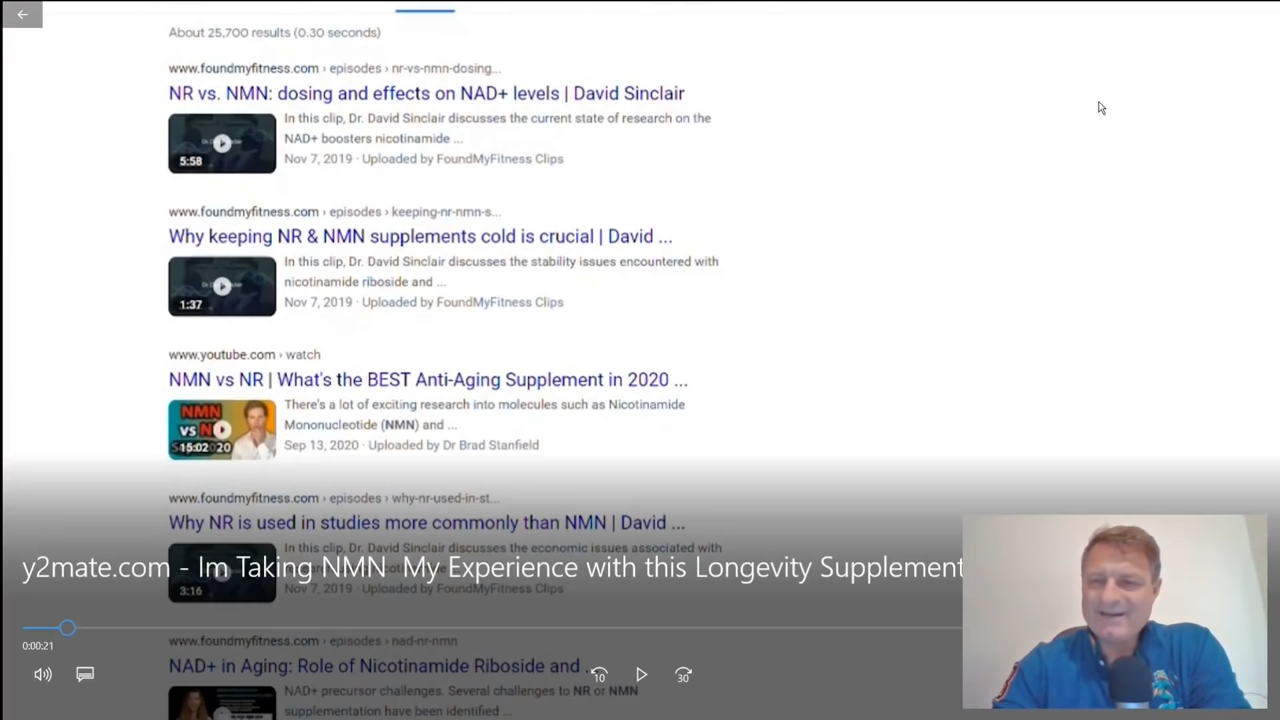 About 25,700 results (0.30 seconds)
www.foundmyfitness.com › episodes › nr-vs-nmn-dosing...
NR vs. NMN: dosing and effects on NAD+ levels | David Sinclair
In this clip, Dr. David Sinclair discusses the current state of research on the
NAD+ boosters nicotinamide ...
5:58
Nov 7, 2019 · Uploaded by FoundMyFitness Clips
www.foundmyfitness.com › episodes › keeping-nr-nmn-s...
Why keeping NR & NMN supplements cold is crucial | David ...
In this clip, Dr. David Sinclair discusses the stability issues encountered with
nicotinamide riboside and ...
1:37
Nov 7, 2019 · Uploaded by FoundMyFitness Clips
www.youtube.com › watch
NMN vs NR | What's the BEST Anti-Aging Supplement in 2020 ...
There's a lot of exciting research into molecules such as Nicotinamide
NMN
Mononucleotide (NMN) and ...
VS
15:02
Sep 13, 2020 · Uploaded by Dr Brad Stanfield
www.foundmyfitness.com › episodes › why-nr-used-in-st...
Why NR is used in studies more commonly than NMN | David ...
In this clip, Dr. David Sinclair discusses the economic issues associated with
y2mate.com - Im Taking NMN My Experience with this Longevity Supplement
3:16
Nov 7, 2019 · Uploaded by FoundMyFitness Clips
www.foundmyfitness.com › episodes › nad-nr-nmn
0:00:21
NAD+ in Aging: Role of Nicotinamide Riboside and ...
10
30
NAD+ precursor challenges. Several challenges to NR or NMN
supplementation have been identified ...